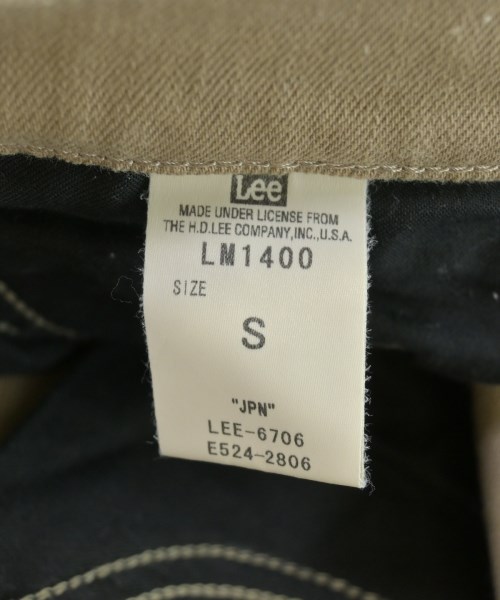 Lee
MADE UNDER LICENSE FROM
THE H.D.LEE COMPANY,INC.,U.S.A.
LM1400
SIZE
S
"JPN"
LEE-6706
E524-2806